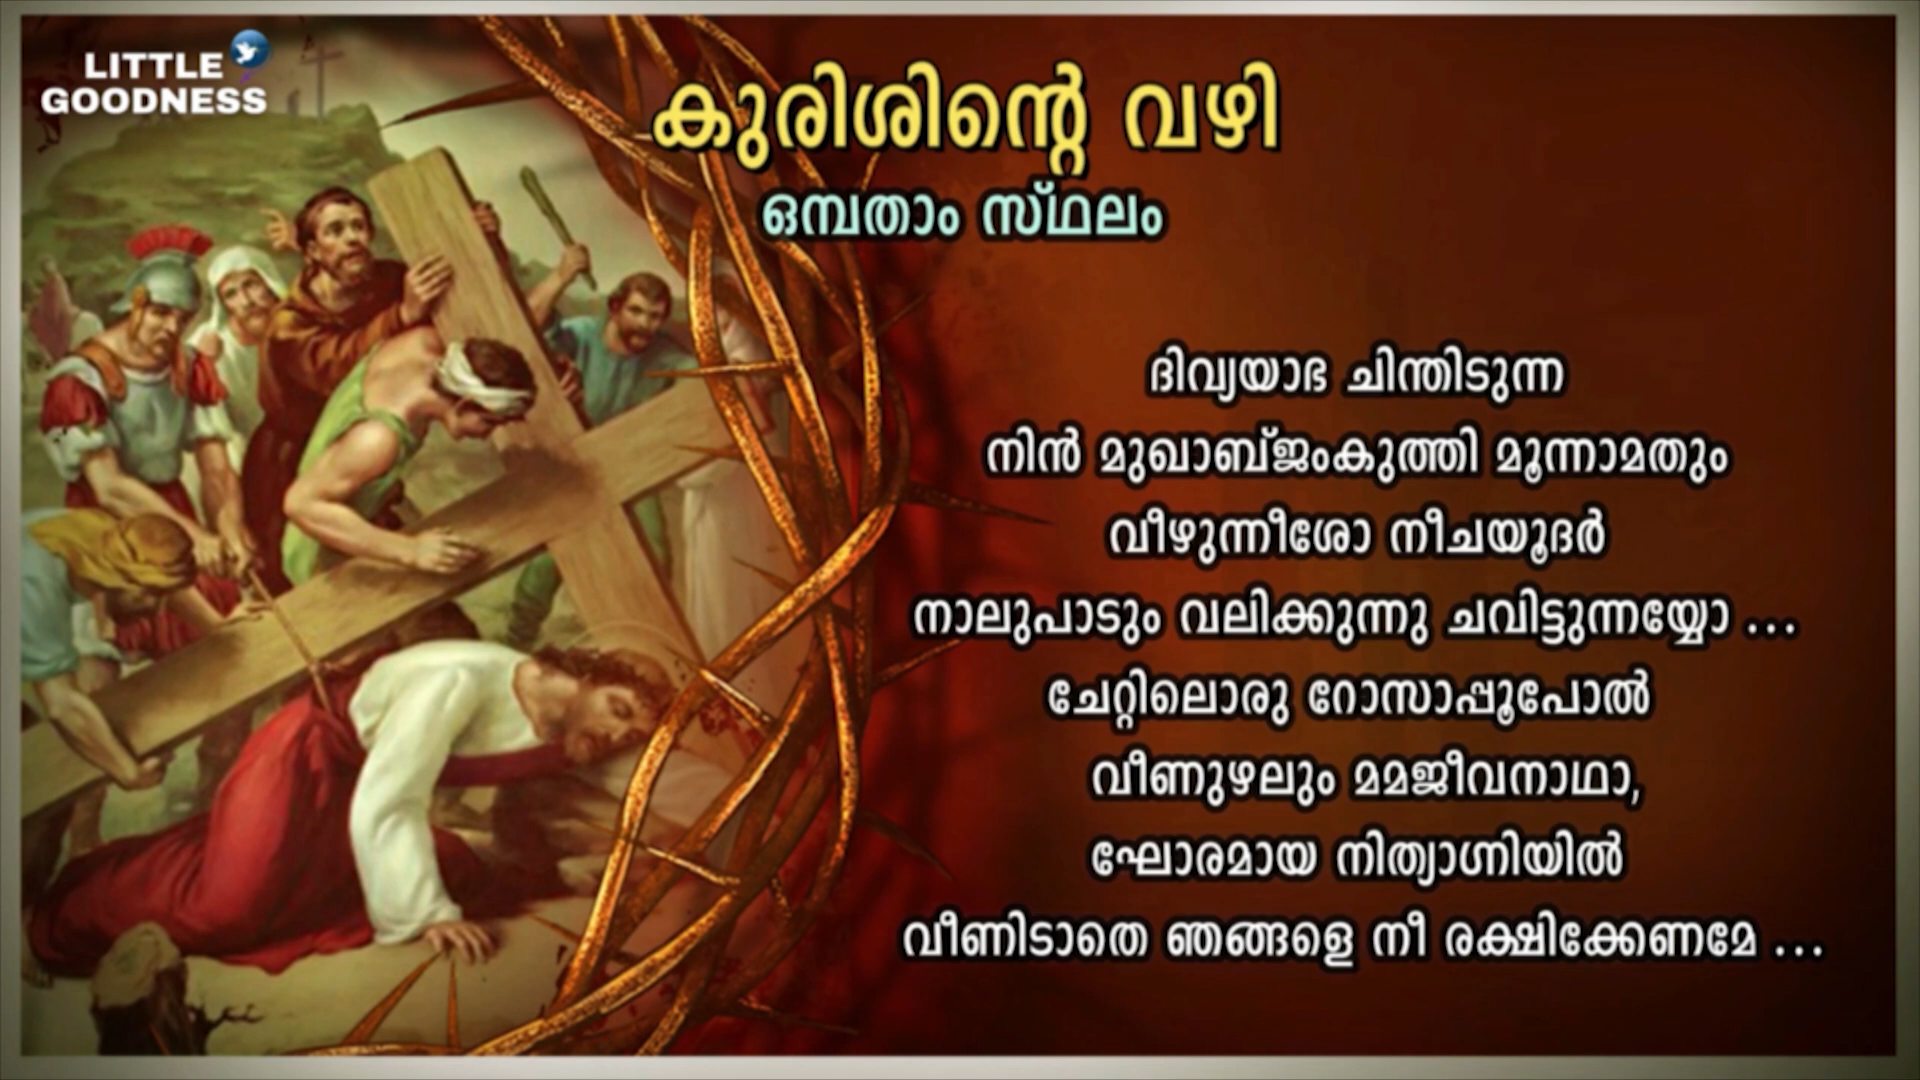 LITTLE
GOODNESS
കുരിശിന്റെ വഴി
ഒമ്പതാം സ്ഥലം
ദിവ്യയാഭ ചിന്തിടുന്ന
നിൻ മുഖാബ്ജംകുത്തി മൂന്നാമതും
വീഴുന്നീശോ നീചയൂദർ
നാലുപാടും വലിക്കുന്നു ചവിട്ടുന്നയ്യോ ...
ചേറ്റിലൊരു റോസാപ്പൂപോൽ
വീണുഴലും മമജീവനാഥാ,
ഘോരമായ നിത്യാഗ്നിയിൽ
വീണിടാതെ ഞങ്ങളെ നീ രക്ഷിക്കേണമേ ...